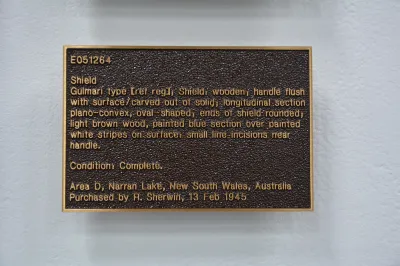 E051264
Shield
Gulmari type [ref reg]; Shield; wooden; handle flush
with surface/carved out of solid; longitudinal section
plano-convex; oval shaped; ends of shield rounded;
light brown wood, painted blue section over painted
white stripes on surface; small line incisions near
handle.
Condition: Complete.
Area D, Narran Lake, New South Wales, Australia
Purchased by R. Sherwin, 13 Feb 1945